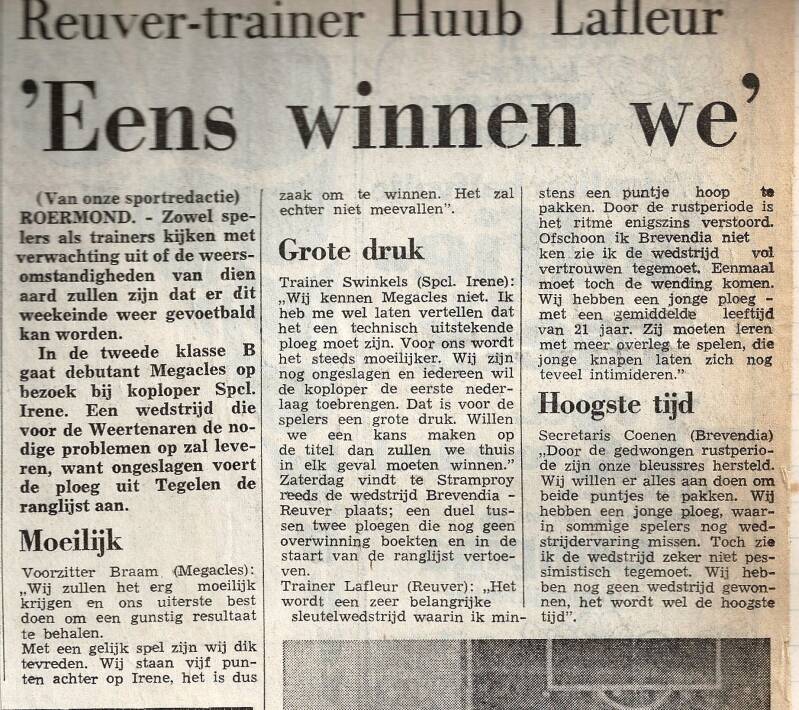 Reuver-trainer Huub Lafleur
'Eens winnen we'
(Van onze sportredactie)
ROERMOND. - Zowel spe-
lers als trainers kijken met
verwachting uit of de weers-
omstandigheden van dien
aard zullen zijn dat er dit
weekeinde weer gevoetbald
kan worden.
In de tweede klasse B
gaat debutant Megacles op
bezoek bij koploper Spcl.
Irene. Een wedstrijd die
voor de Weertenaren de no-
dige problemen op zal leve-
ren, want ongeslagen voert
de ploeg uit Tegelen de
ranglijst aan.
Moeilijk
Voorzitter Braam (Megacles):
„Wij zullen het erg moeilijk
krijgen en ons uiterste best
doen om een gunstig resultaat
te behalen.
Met een gelijk spel zijn wij dik
tevreden. Wij staan vijf pun-
ten achter op Irene, het is dus
zaak om te winnen. Het zal
echter niet meevallen”.
Grote druk
Trainer Swinkels (Spcl. Irene):
„Wij kennen Megacles niet. Ik
heb me wel laten vertellen dat
het een technisch uitstekende
ploeg moet zijn. Voor ons wordt
het steeds moeilijker. Wij zijn
nog ongeslagen en iedereen wil
de koploper de eerste neder-
laag toebrengen. Dat is voor de
spelers een grote druk. Willen
we een kans maken op
de titel dan zullen we thuis
in elk geval moeten winnen.”
Zaterdag vindt te Stramproy
reeds de wedstrijd Brevendia -
Reuver plaats; een duel tus-
sen twee ploegen die nog geen
overwinning boekten en in de
staart van de ranglijst vertoe-
ven.
Trainer Lafleur (Reuver): „Het
wordt een zeer belangrijke
sleutelwedstrijd waarin ik min-
stens een puntje hoop te
pakken. Door de rustperiode is
het ritme enigszins verstoord.
Ofschoon ik Brevendia niet
ken zie ik de wedstrijd vol
vertrouwen tegemoet. Eenmaal
moet toch de wending komen.
Wij hebben een jonge ploeg -
met een gemiddelde leeftijd
van 21 jaar. Zij moeten leren
met meer overleg te spelen, die
jonge knapen laten zich nog
teveel intimideren.”
Hoogste tijd
Secretaris Coenen (Brevendia)
„Door de gedwongen rustperio-
de zijn onze bleussres hersteld.
Wij willen er alles aan doen om
beide puntjes te pakken. Wij
hebben een jonge ploeg, waar-
in sommige spelers nog wed-
strijdervaring missen. Toch zie
ik de wedstrijd zeker niet pes-
simistisch tegemoet. Wij heb-
ben nog geen wedstrijd gewon-
nen, het wordt wel de hoogste
tijd”.